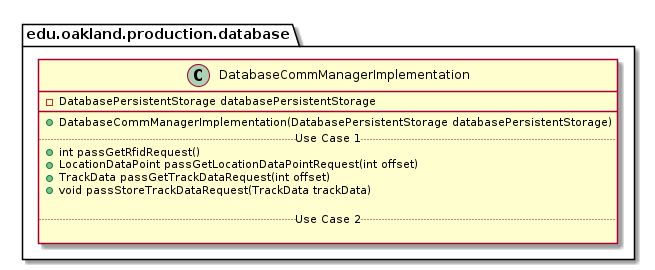 edu.oakland.production.database
C DatabaseCommManagerImplementation
DatabasePersistentStorage databasePersistentStorage
DatabaseCommManagerImplementation(DatabasePersistentStorage databasePersistentStorage)
Use Case 1
int passGetRfidRequest()
LocationDataPoint passGetLocationDataPointRequest(int offset)
TrackData passGetTrackDataRequest(int offset)
void passStoreTrackDataRequest(TrackData trackData)
Use Case 2